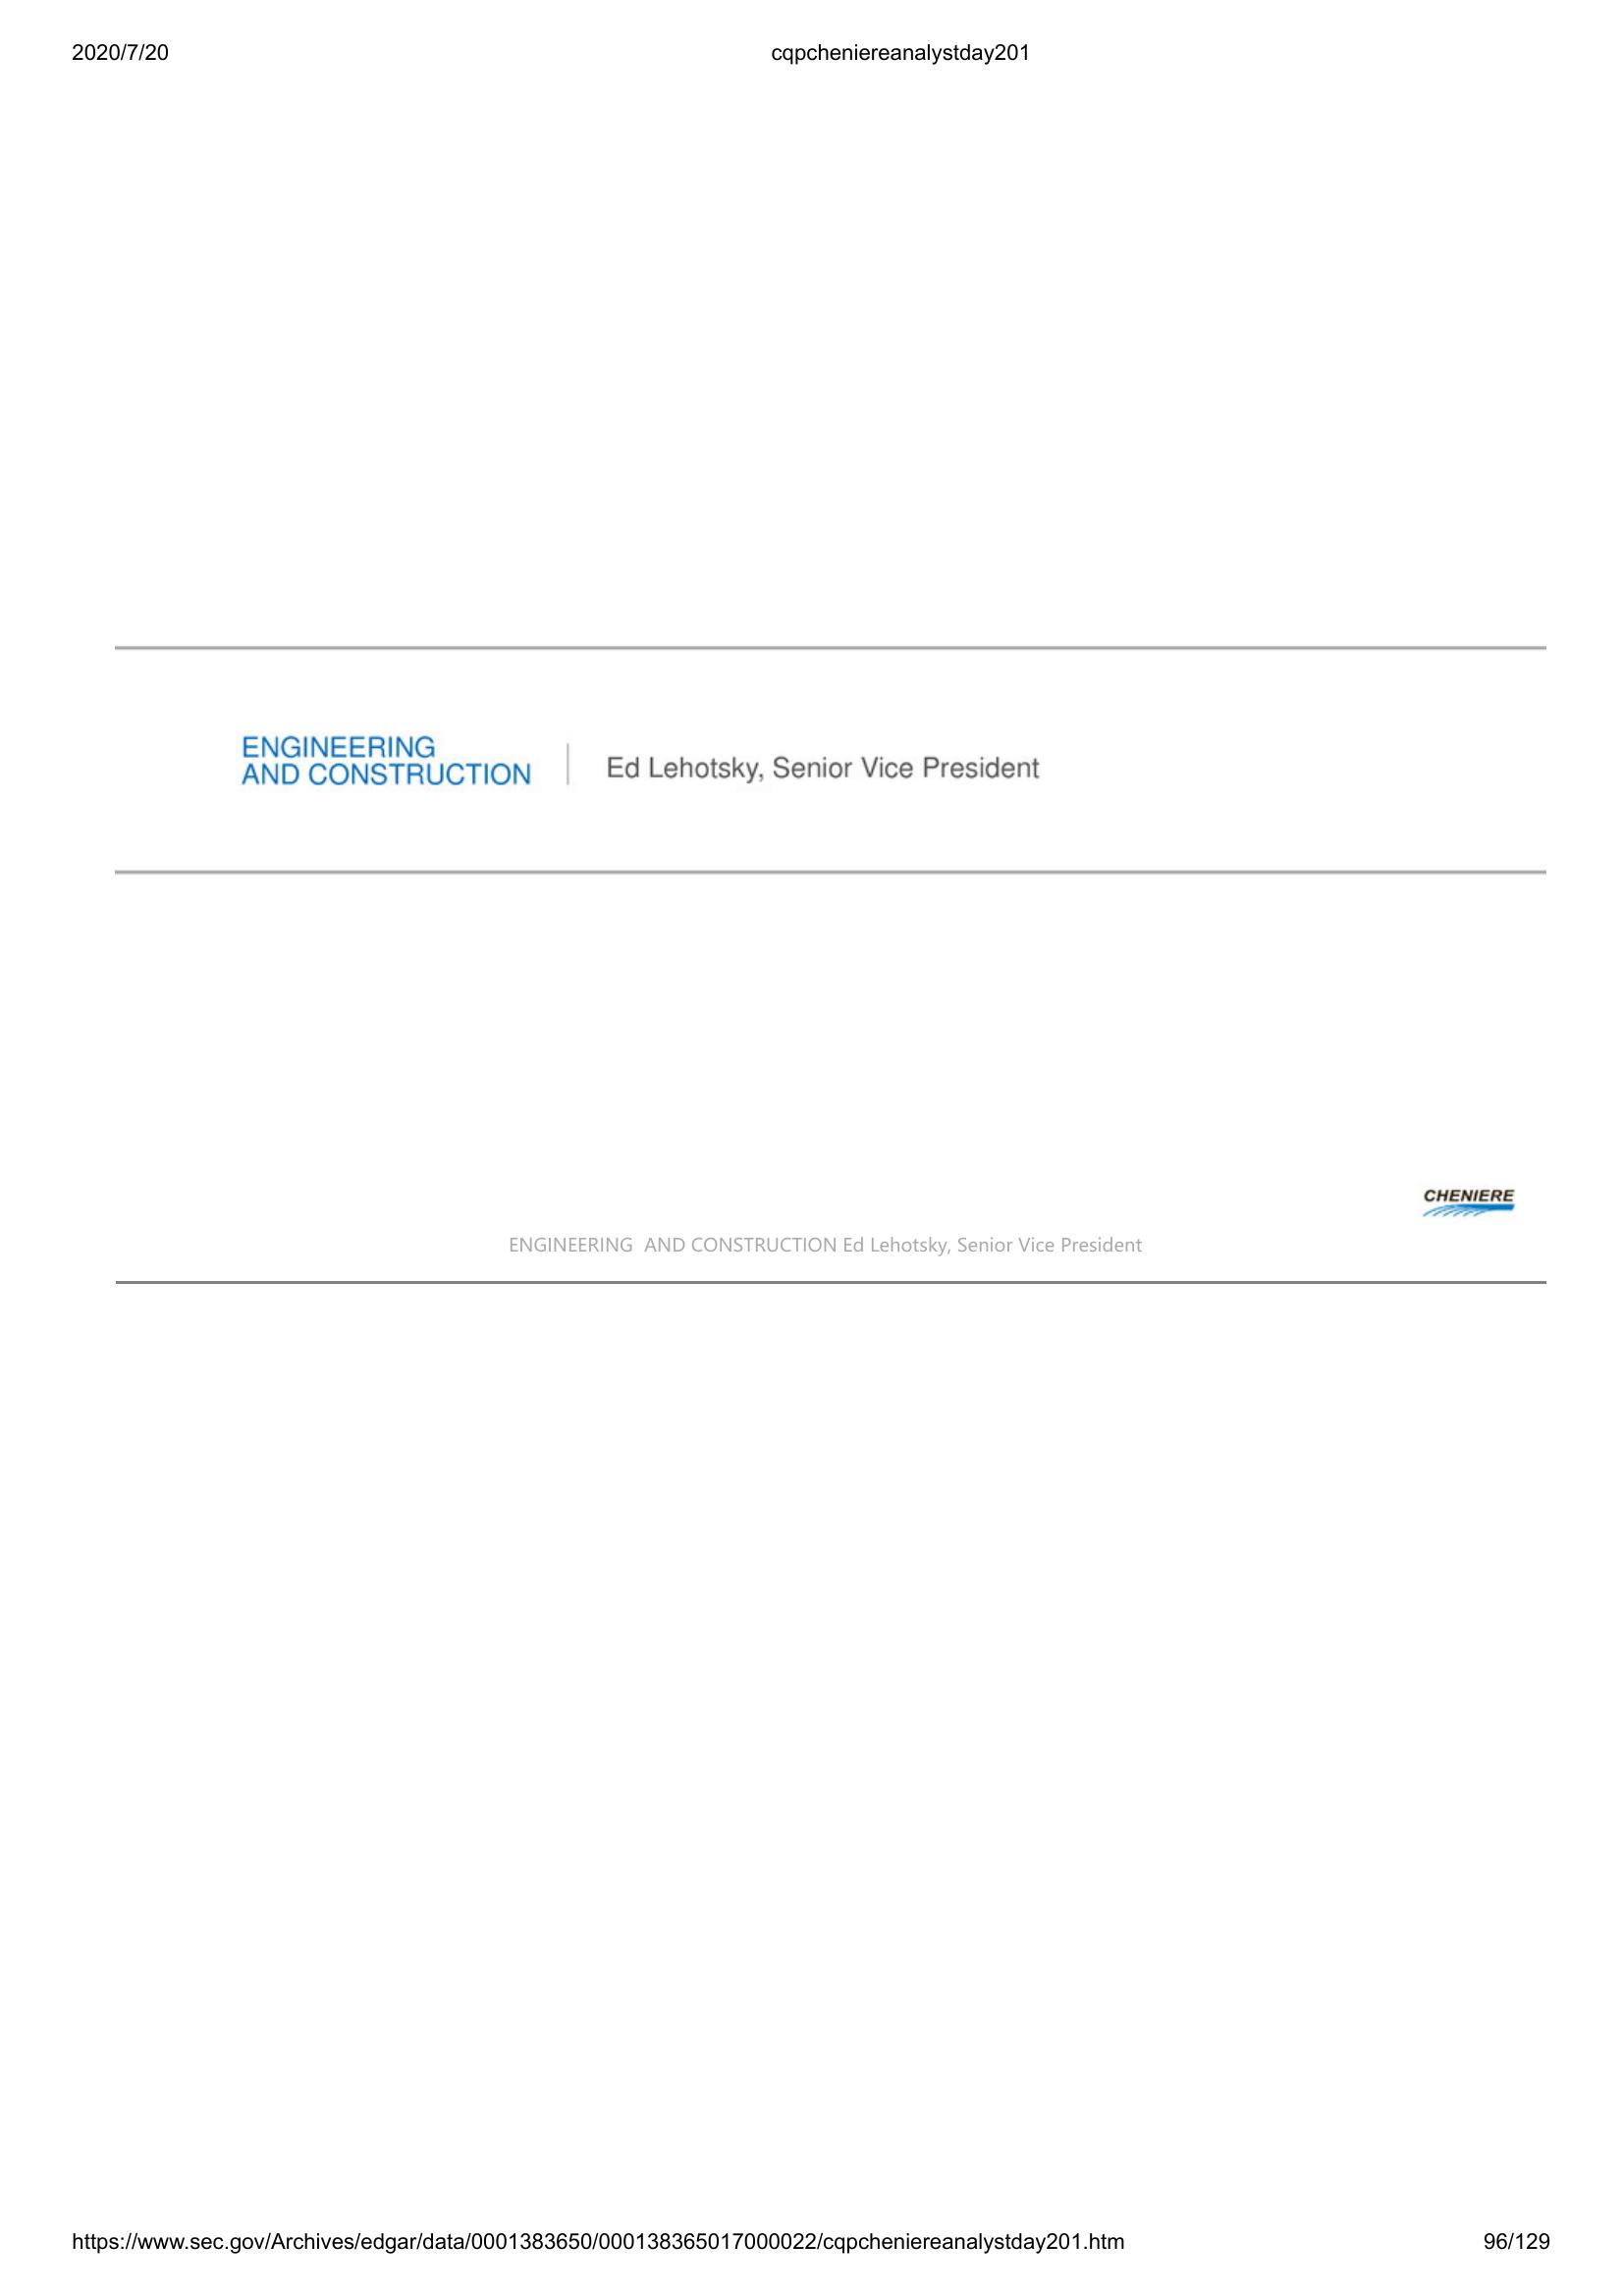 2020/7/20 cqpcheniereanalystday201
ENGINEERING
AND CONSTRUCTION
Ed Lehotsky, Senior Vice President
CHENIERE
ENGINEERING  AND CONSTRUCTION Ed Lehotsky, Senior Vice President
https://www.sec.gov/Archives/edgar/data/0001383650/000138365017000022/cqpcheniereanalystday201.htm 96/129